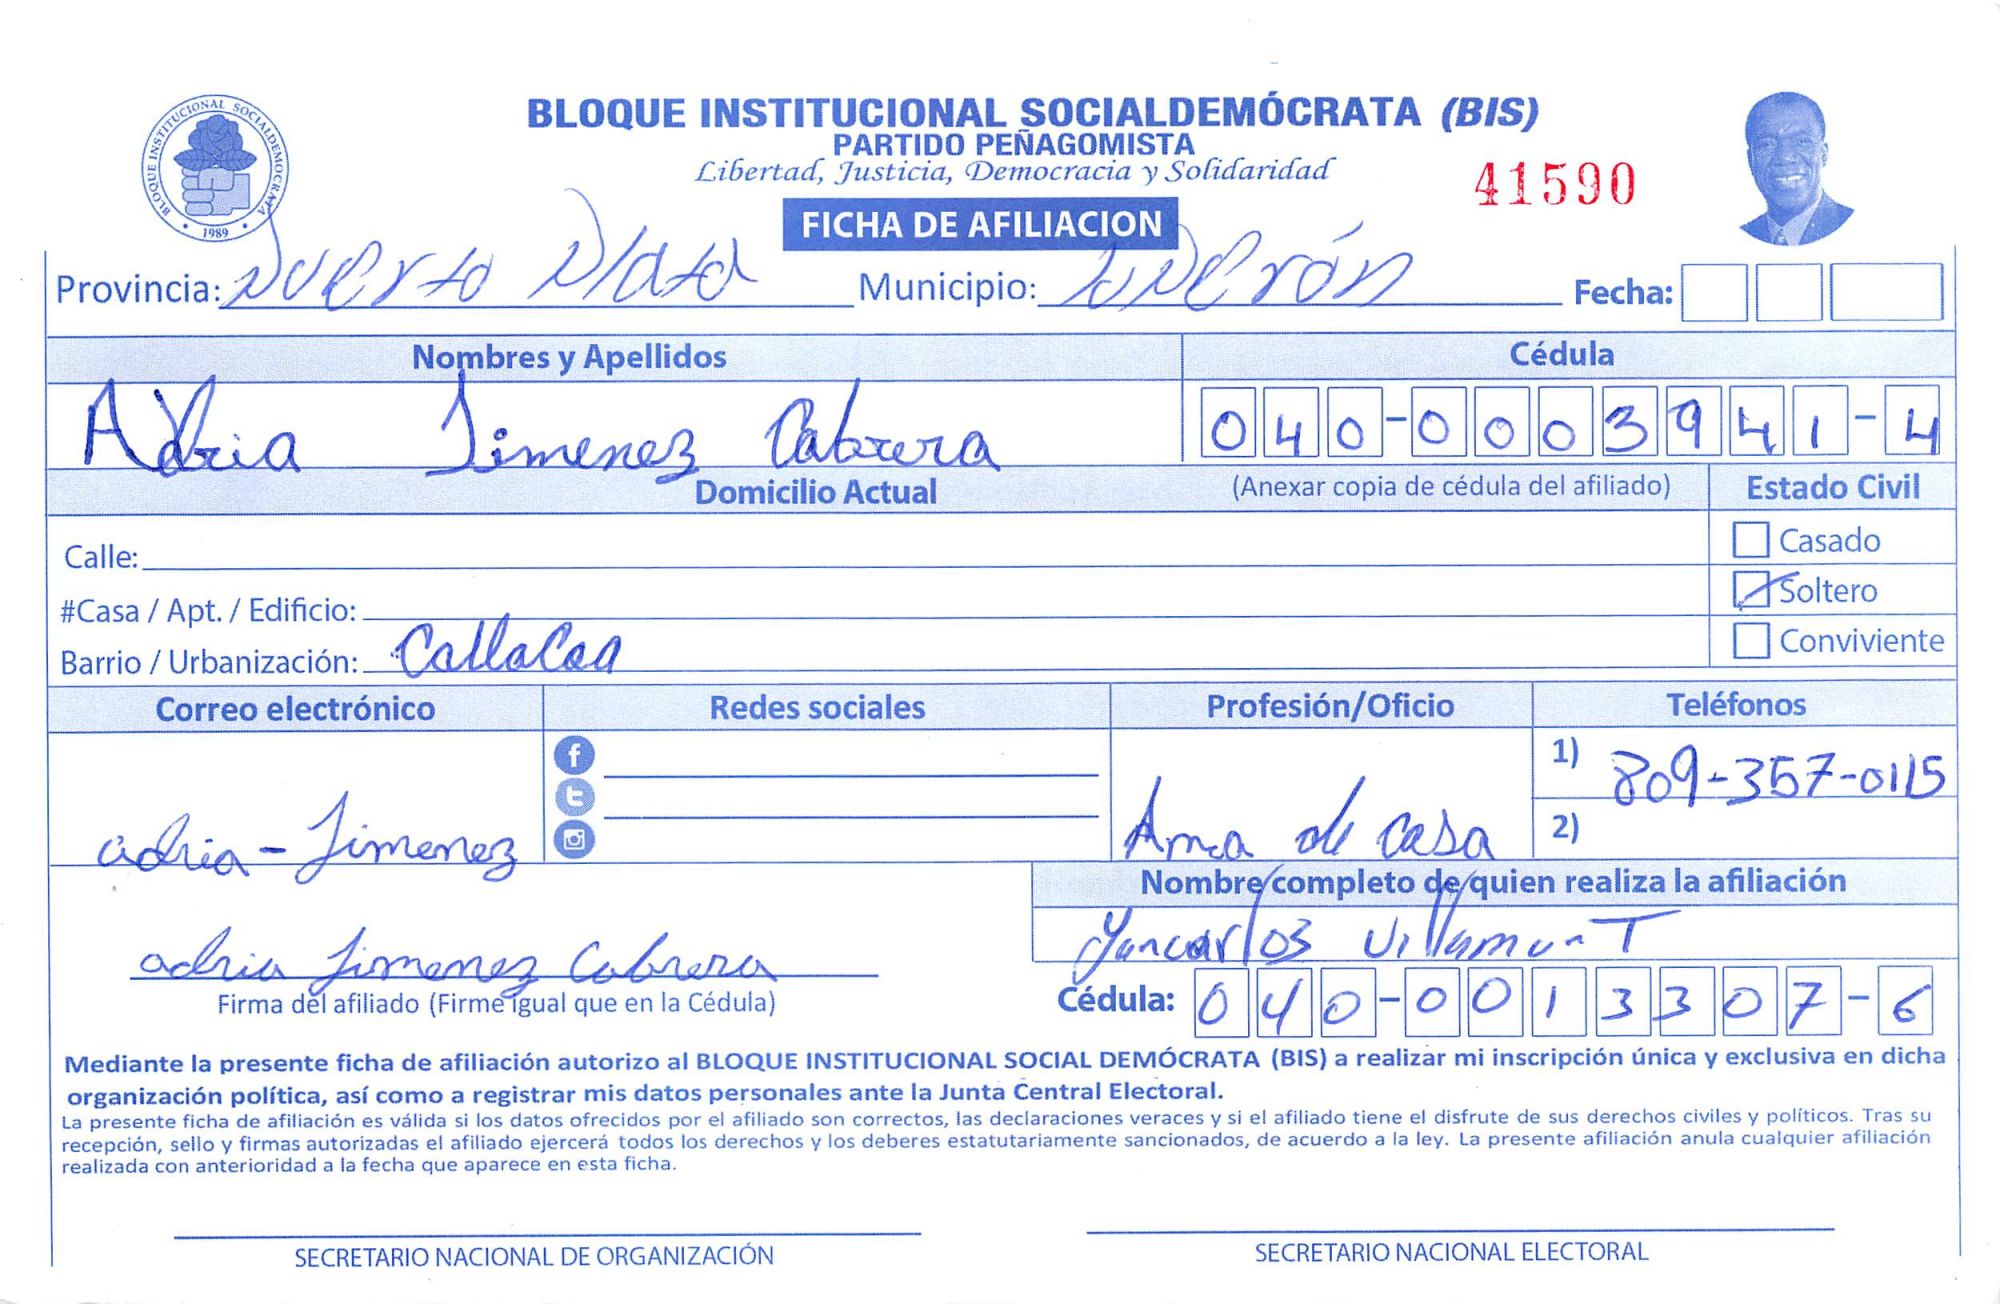 BLOQUE INSTITUCIONAL SOCIALDEMÓCRATA (BIS)
PARTIDO PEÑAGOMISTA
Libertad, Justicia, Democracia y Solidaridad
BLOQUE INSTITUCIONAL SOCIALDEMOCRATA
1989
41590
FICHA DE AFILIACION
Provincia: Puerto Plata Municipio: Luperón Fecha:
Nombres y Apellidos Cédula
Adria Jimenez Cabrera 040-0003941-4
Domicilio Actual (Anexar copia de cédula del afiliado) Estado Civil
Calle: Casado
#Casa / Apt. / Edificio: Soltero
Barrio / Urbanización: Conviviente
Correo electrónico Redes sociales Profesión/Oficio Teléfonos
1) 809-357-0115
adria-Jimenez Ama de casa 2)
Nombre completo de quien realiza la afiliación
Yancarlos Villamun T
adria Jimenez Cabrera
Firma del afiliado (Firme igual que en la Cédula) Cédula: 040-0013307-6
Mediante la presente ficha de afiliación autorizo al BLOQUE INSTITUCIONAL SOCIAL DEMÓCRATA (BIS) a realizar mi inscripción única y exclusiva en dicha
organización política, así como a registrar mis datos personales ante la Junta Central Electoral.
La presente ficha de afiliación es válida si los datos ofrecidos por el afiliado son correctos, las declaraciones veraces y si el afiliado tiene el disfrute de sus derechos civiles y políticos. Tras su
recepción, sello y firmas autorizadas el afiliado ejercerá todos los derechos y los deberes estatutariamente sancionados, de acuerdo a la ley. La presente afiliación anula cualquier afiliación
realizada con anterioridad a la fecha que aparece en esta ficha.
SECRETARIO NACIONAL DE ORGANIZACIÓN SECRETARIO NACIONAL ELECTORAL